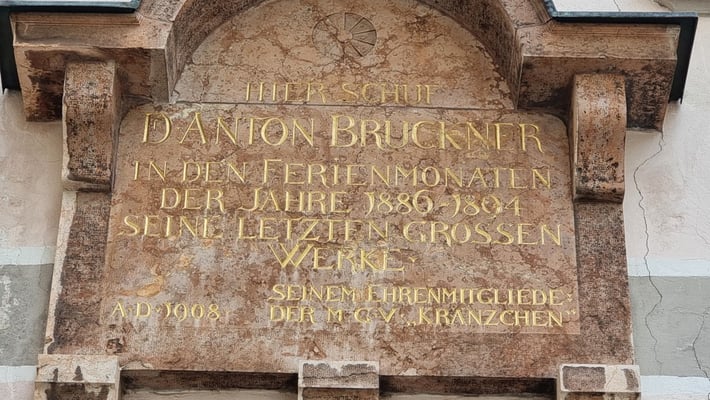 HIER SCHUF
DR ANTON BRUCKNER
IN DEN FERIENMONATEN
DER JAHRE 1886-1894
SEINE LETZTEN GROSSEN
WERKE
SEINEM EHRENMITGLIEDE:
A.D. 1908. DER M.G.V. „KRÄNZCHEN"